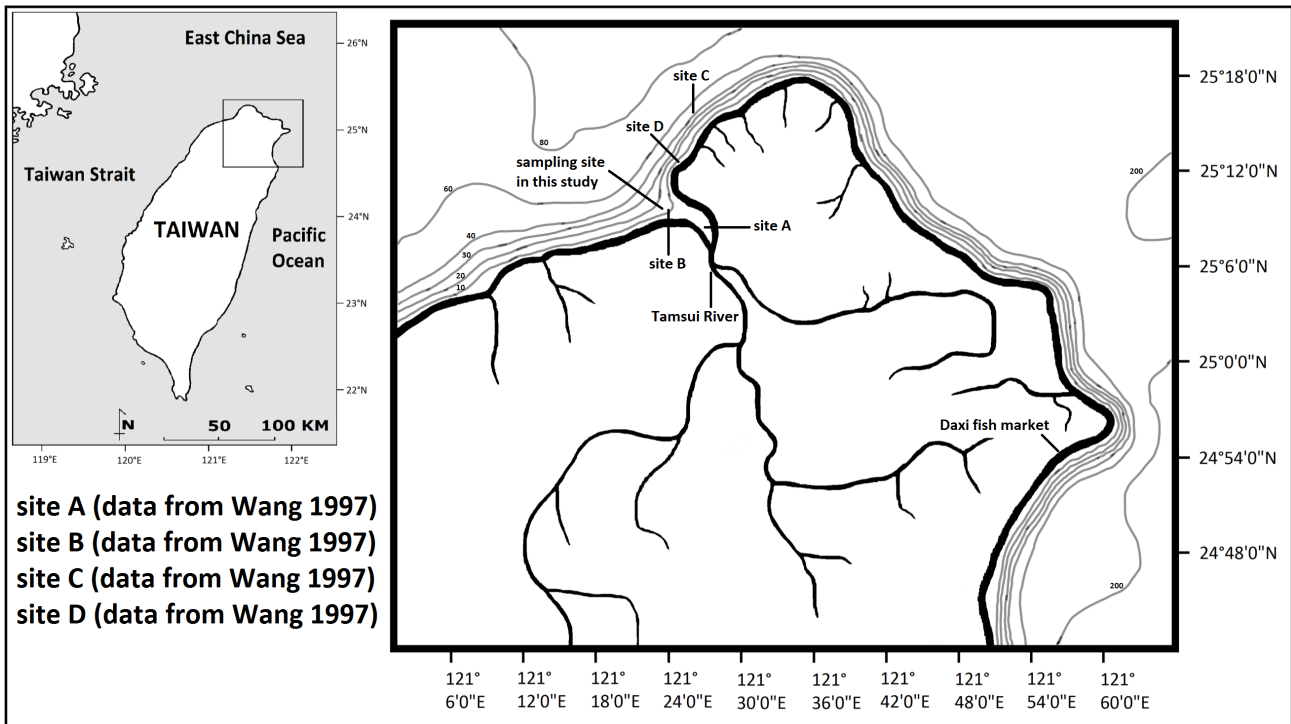 East China Sea
Taiwan Strait
TAIWAN
Pacific
Ocean
N
50 100 KM
26°N
25°N
24°N
23°N
22°N
119°E 120°E 121°E 122°E
site A (data from Wang 1997)
site B (data from Wang 1997)
site C (data from Wang 1997)
site D (data from Wang 1997)
site C
site D
sampling site
in this study
site A
site B
Tamsui River
Daxi fish market
80
60
40
30
20
10
200
200
25°18'0"N
25°12'0"N
25°6'0"N
25°0'0"N
24°54'0"N
24°48'0"N
121° 121° 121° 121° 121° 121° 121° 121° 121° 121°
6'0"E 12'0"E 18'0"E 24'0"E 30'0"E 36'0"E 42'0"E 48'0"E 54'0"E 60'0"E